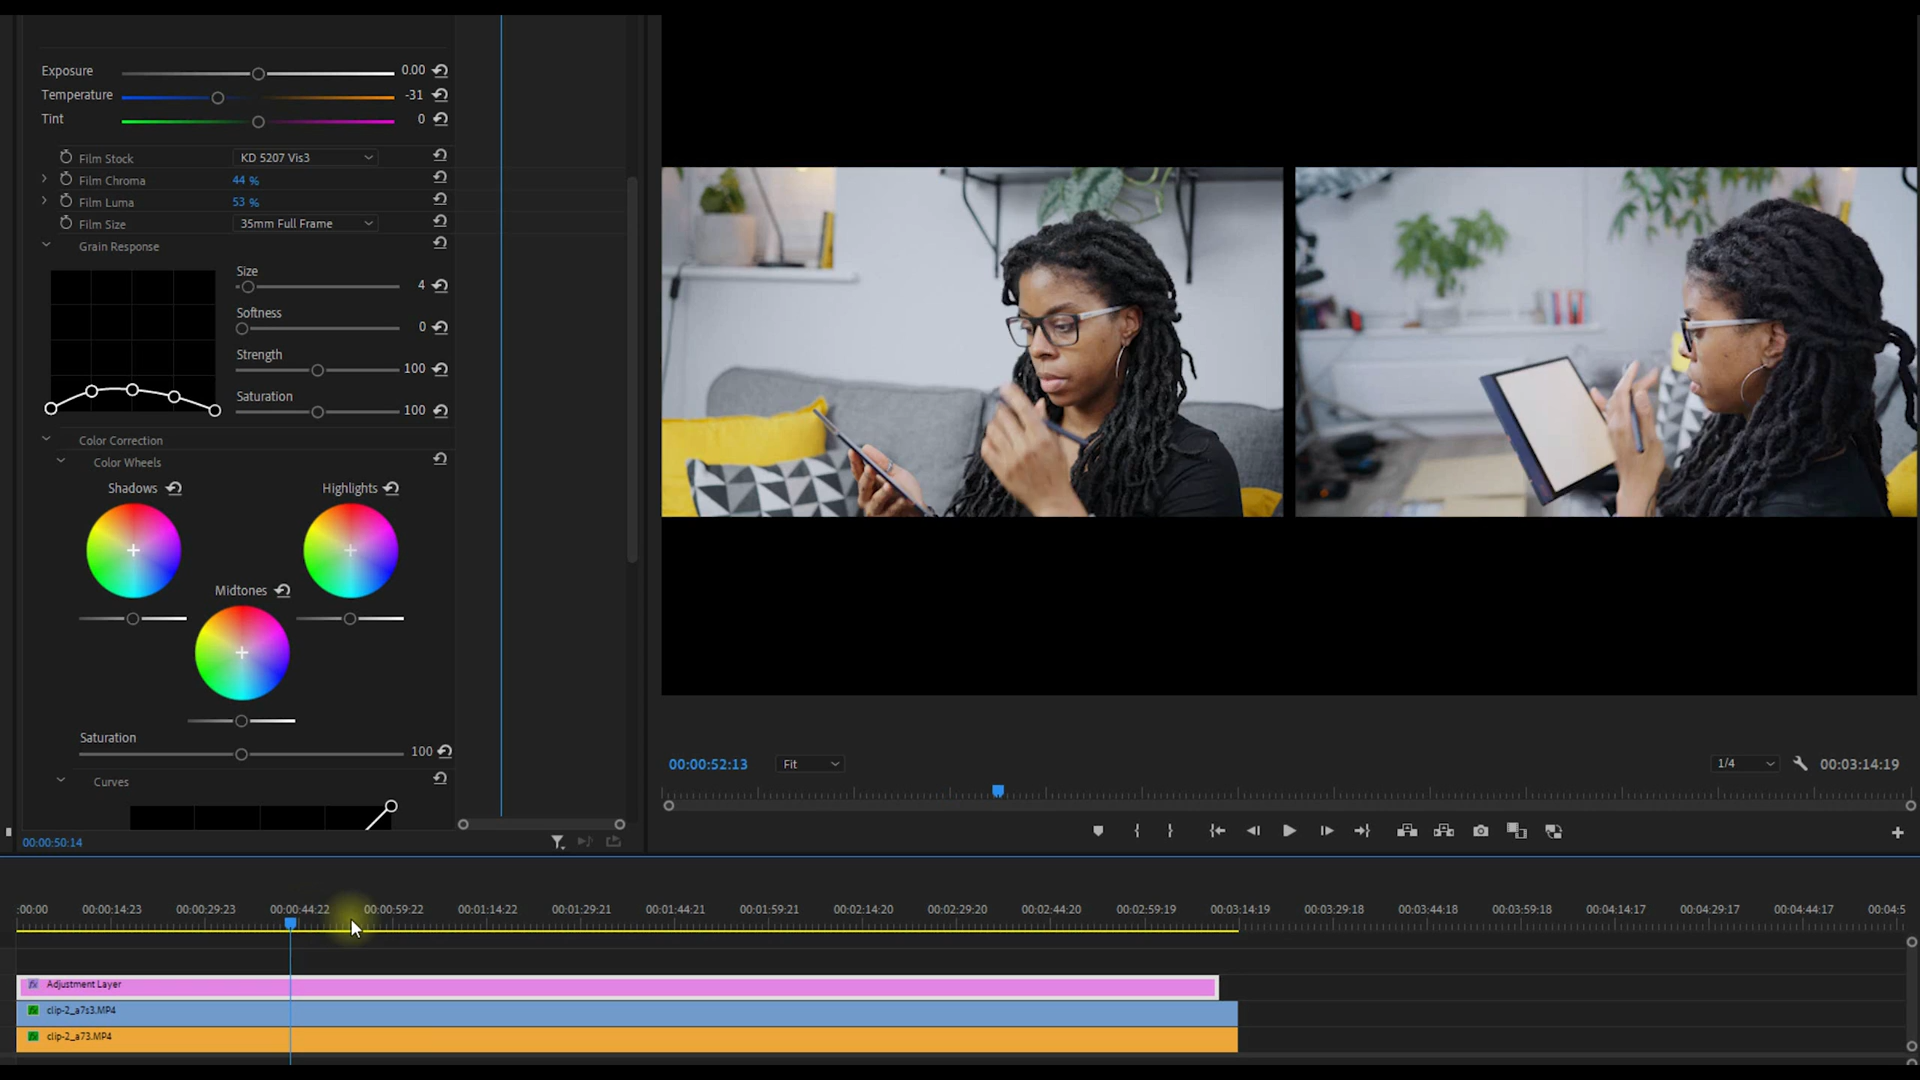 Exposure 0.00
Temperature -31
Tint 0
Film Stock KD 5207 Vis3
Film Chroma 44 %
Film Luma 53 %
Film Size 35mm Full Frame
Grain Response
Size
4
Softness
0
Strength
100
Saturation
100
Color Correction
Color Wheels
Shadows Highlights
Midtones
Saturation
100
Curves
00:00:50:14
00:00:52:13 Fit 1/4 00:03:14:19
:00:00 00:00:14:23 00:00:29:23 00:00:44:22 00:00:59:22 00:01:14:22 00:01:29:21 00:01:44:21 00:01:59:21 00:02:14:20 00:02:29:20 00:02:44:20 00:02:59:19 00:03:14:19 00:03:29:18 00:03:44:18 00:03:59:18 00:04:14:17 00:04:29:17 00:04:44:17 00:04:5
fx Adjustment Layer
fx clip-2_a7s3.MP4
fx clip-2_a73.MP4